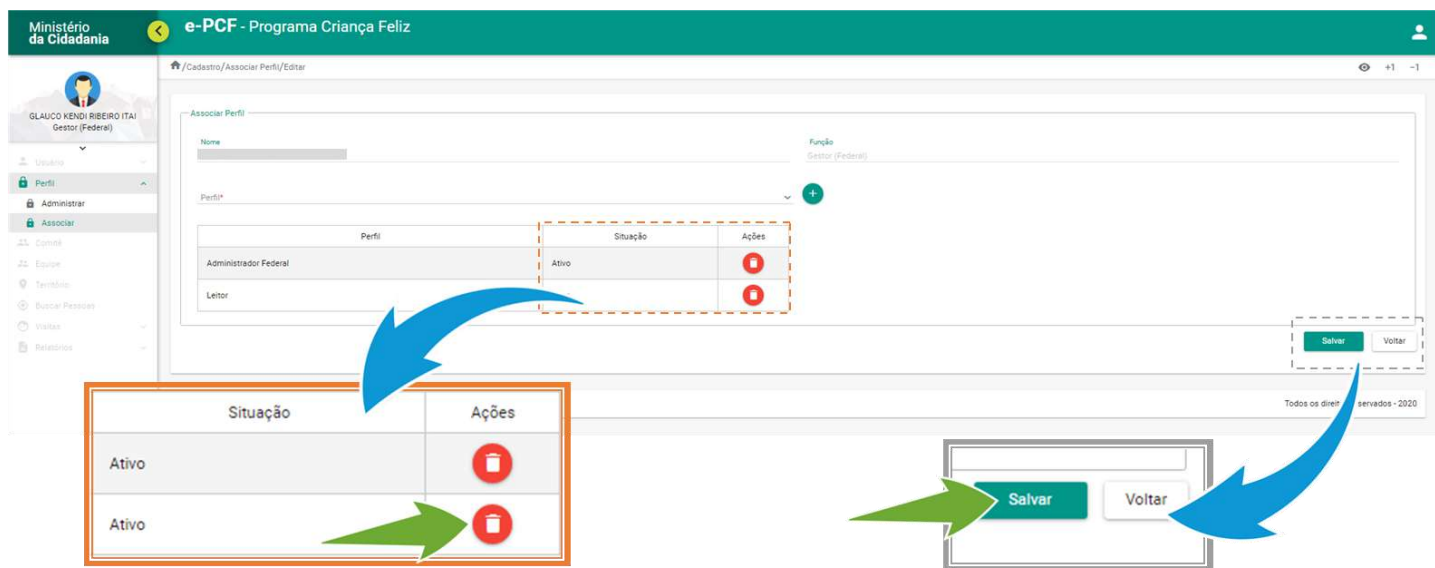 Ministério
da Cidadania
e-PCF - Programa Criança Feliz
/Cadastro/Associar Perfil/Editar
+1 -1
GLAUCO KENDI RIBEIRO ITAI
Gestor (Federal)
Usuário
Perfil
Administrar
Associar
Comitê
Equipe
Território
Buscar Pessoas
Visitas
Relatórios
Associar Perfil
Nome
Função
Gestor (Federal)
Perfil*
Perfil Situação Ações
Administrador Federal Ativo
Leitor
Salvar Voltar
Todos os direit servados - 2020
Situação Ações
Ativo
Ativo
Salvar Voltar